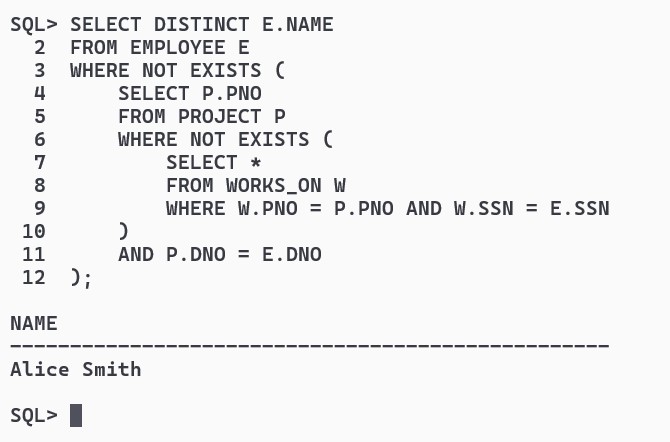 SQL> SELECT DISTINCT E.NAME
  2  FROM EMPLOYEE E
  3  WHERE NOT EXISTS (
  4      SELECT P.PNO
  5      FROM PROJECT P
  6      WHERE NOT EXISTS (
  7          SELECT *
  8          FROM WORKS_ON W
  9          WHERE W.PNO = P.PNO AND W.SSN = E.SSN
 10      )
 11      AND P.DNO = E.DNO
 12  );

NAME
--------------------------------------------------
Alice Smith

SQL>